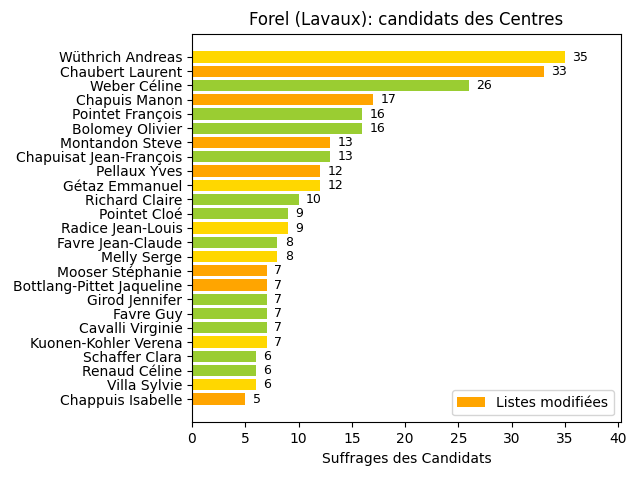 Forel (Lavaux): candidats des Centres
Wüthrich Andreas 35
Chaubert Laurent 33
Weber Céline 26
Chapuis Manon 17
Pointet François 16
Bolomey Olivier 16
Montandon Steve 13
Chapuisat Jean-François 13
Pellaux Yves 12
Gétaz Emmanuel 12
Richard Claire 10
Pointet Cloé 9
Radice Jean-Louis 9
Favre Jean-Claude 8
Melly Serge 8
Mooser Stéphanie 7
Bottlang-Pittet Jaqueline 7
Girod Jennifer 7
Favre Guy 7
Cavalli Virginie 7
Kuonen-Kohler Verena 7
Schaffer Clara 6
Renaud Céline 6
Villa Sylvie 6
Chappuis Isabelle 5
Listes modifiées
0 5 10 15 20 25 30 35 40
Suffrages des Candidats